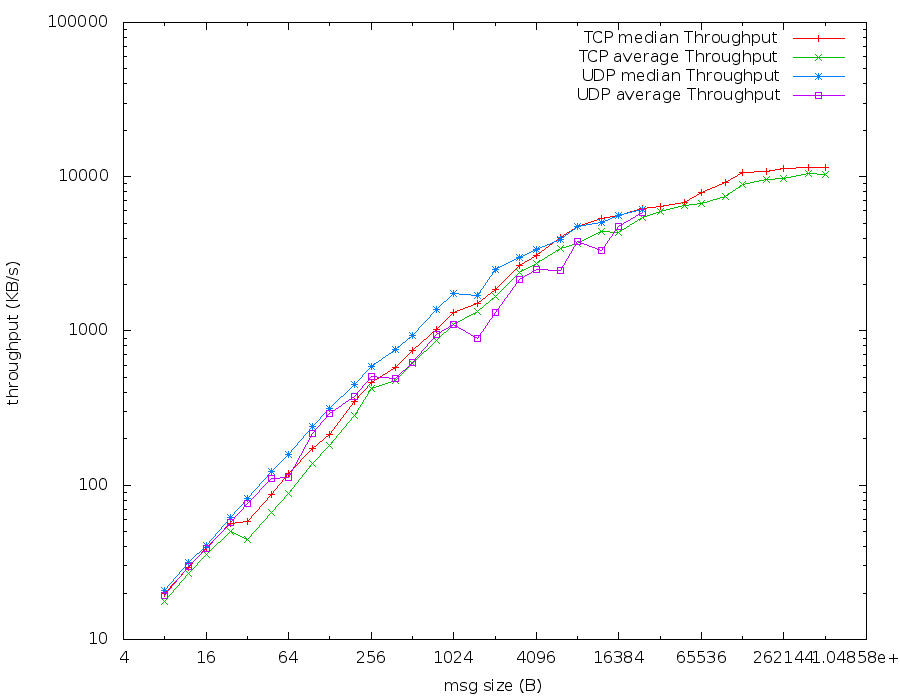 100000
10000
1000
100
10
throughput (KB/s)
TCP median Throughput
TCP average Throughput
UDP median Throughput
UDP average Throughput
4 16 64 256 1024 4096 16384 65536 262144 1.04858e+
msg size (B)